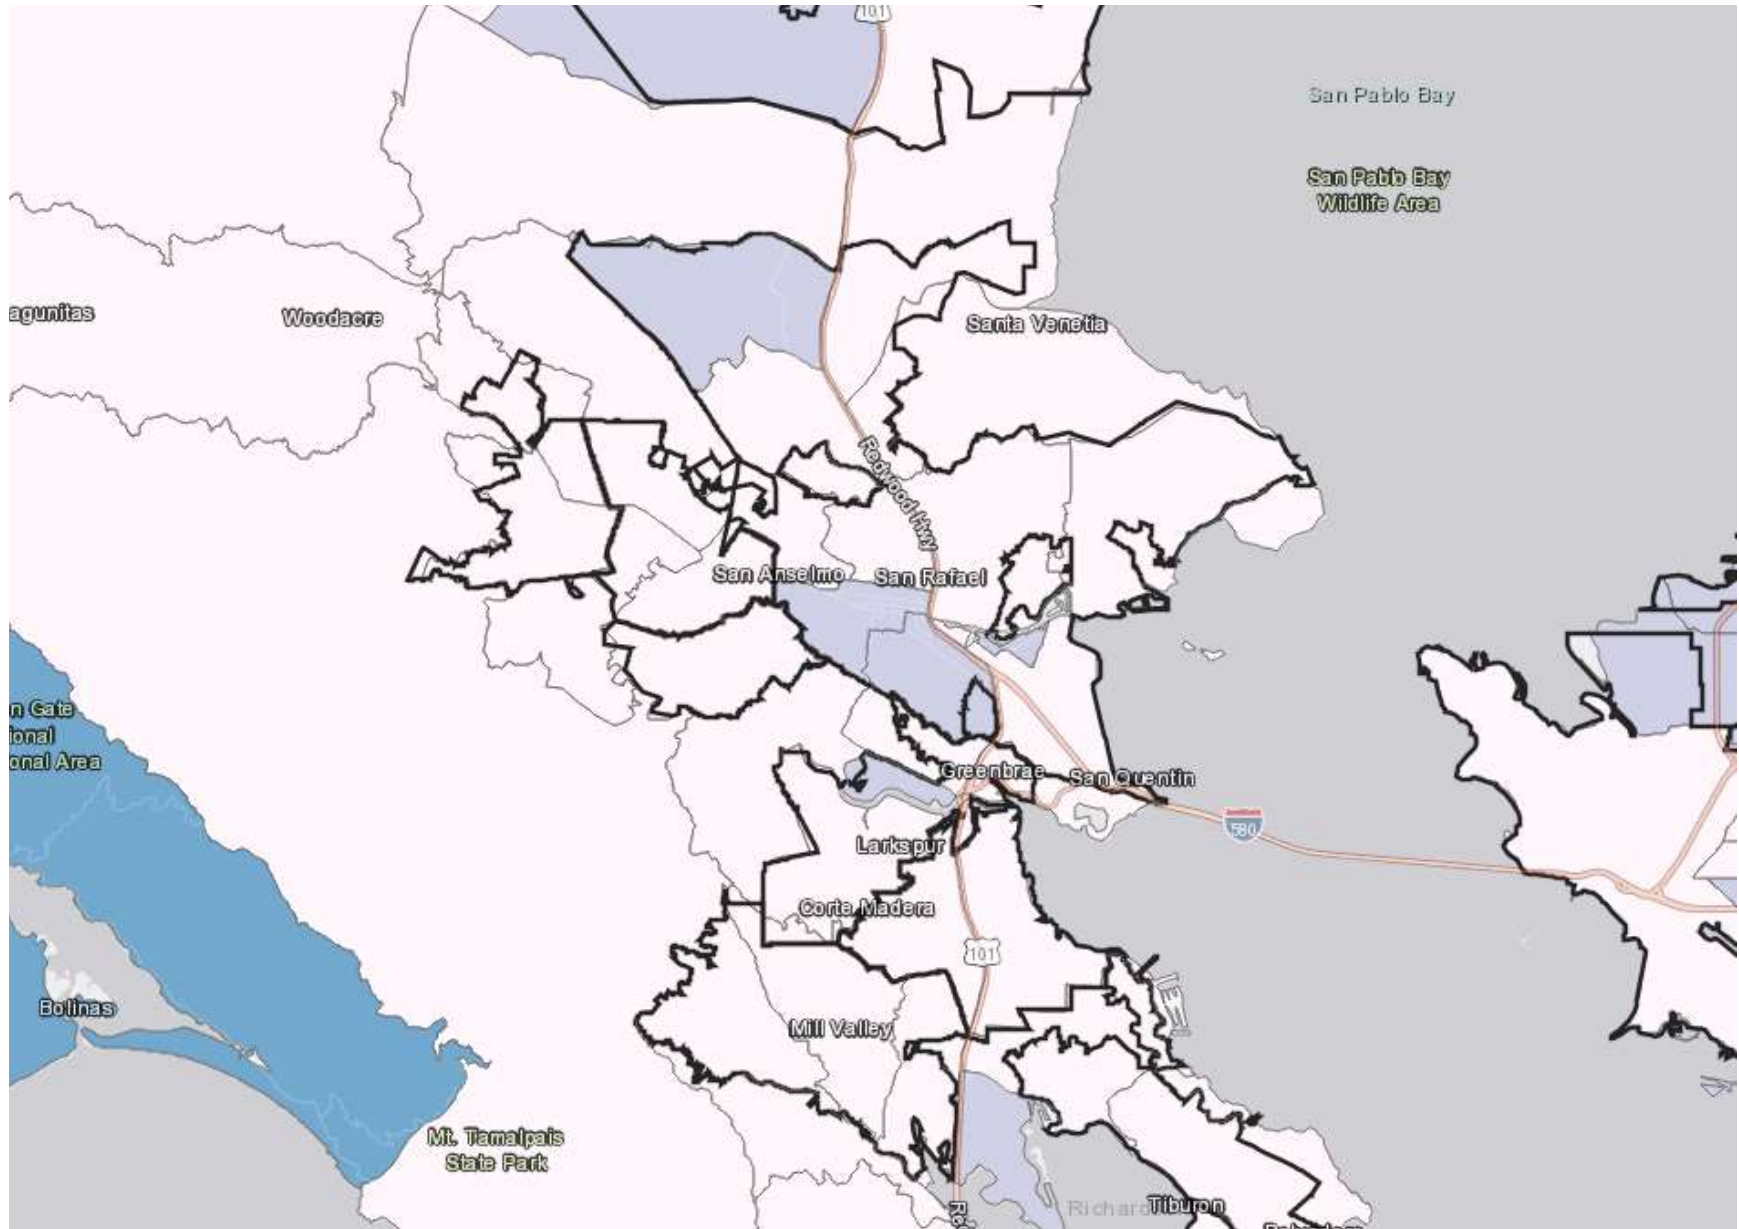 101
San Pablo Bay
San Pablo Bay
Wildlife Area
agunitas
Woodacre
Santa Venetia
Redwood Hwy
San Anselmo
San Rafael
n Gate
ional
onal Area
Greenbrae
San Quentin
580
Larkspur
Corte Madera
101
Bolinas
Mill Valley
Mt. Tamalpais
State Park
Richard
Tiburon